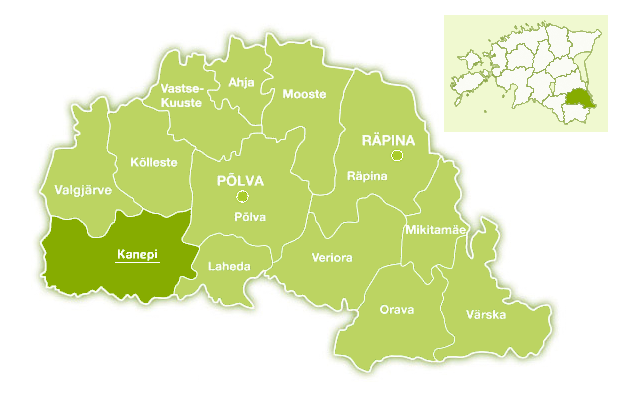 Vastse-
Kuuste
Ahja
Mooste
RÄPINA
Räpina
Kõlleste
Valgjärve
PÕLVA
Põlva
Mikitamäe
Kanepi
Laheda
Veriora
Orava
Värska